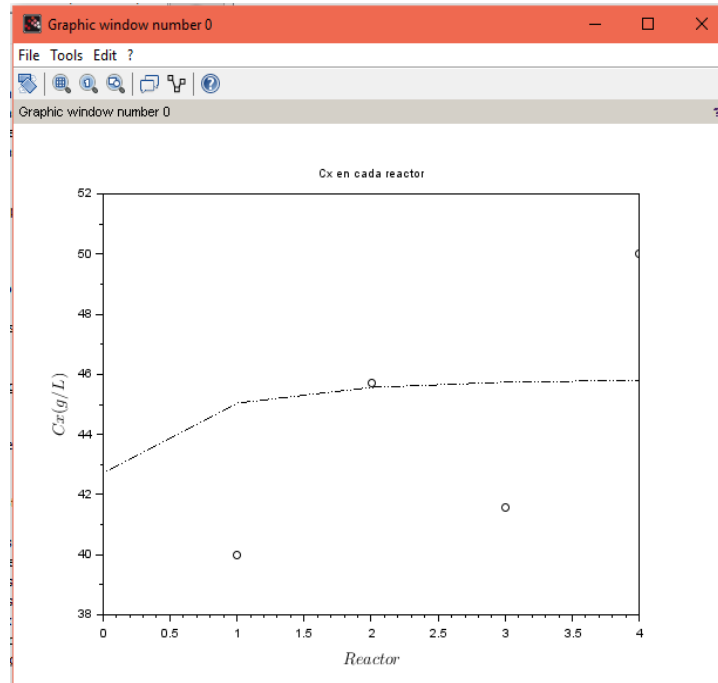 Graphic window number 0
File Tools Edit ?
Graphic window number 0
?
Cx en cada reactor
52
50
48
46
44
42
40
38
Cx(g/L)
0 0.5 1 1.5 2 2.5 3 3.5 4
Reactor